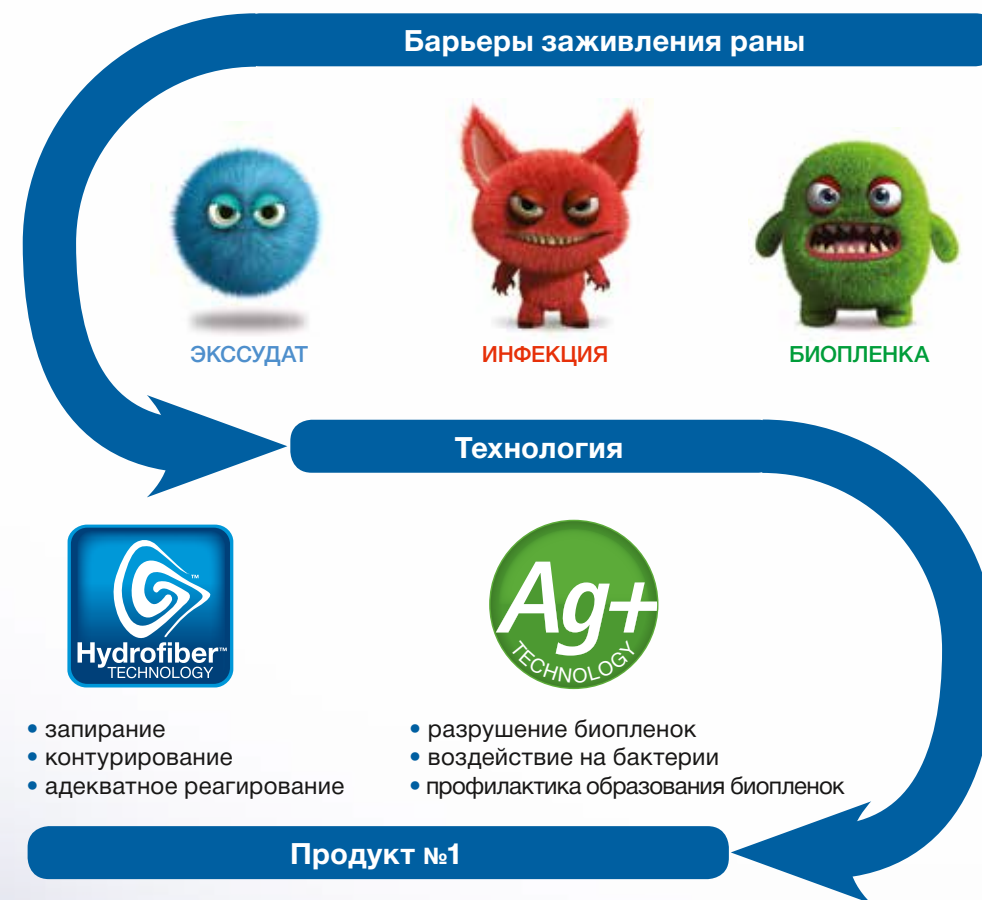 Барьеры заживления раны
ЭКССУДАТ
ИНФЕКЦИЯ
БИОПЛЕНКА
Технология
Hydrofiber™
TECHNOLOGY
Ag+
TECHNOLOGY
• запирание
• контурирование
• адекватное реагирование
• разрушение биопленок
• воздействие на бактерии
• профилактика образования биопленок
Продукт №1